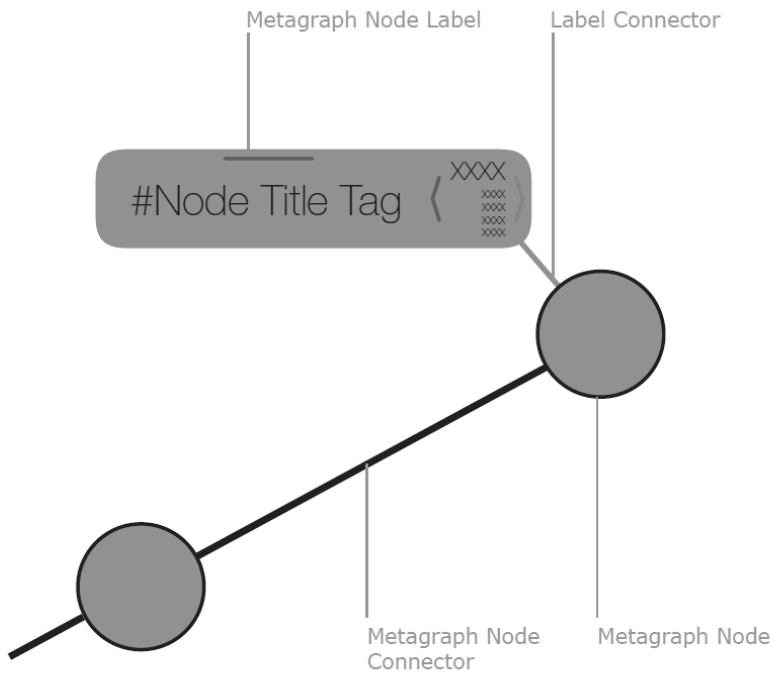 Metagraph Node Label
Label Connector
#Node Title Tag
XXXX
XXXX
XXXX
XXXX
XXXX
Metagraph Node
Connector
Metagraph Node